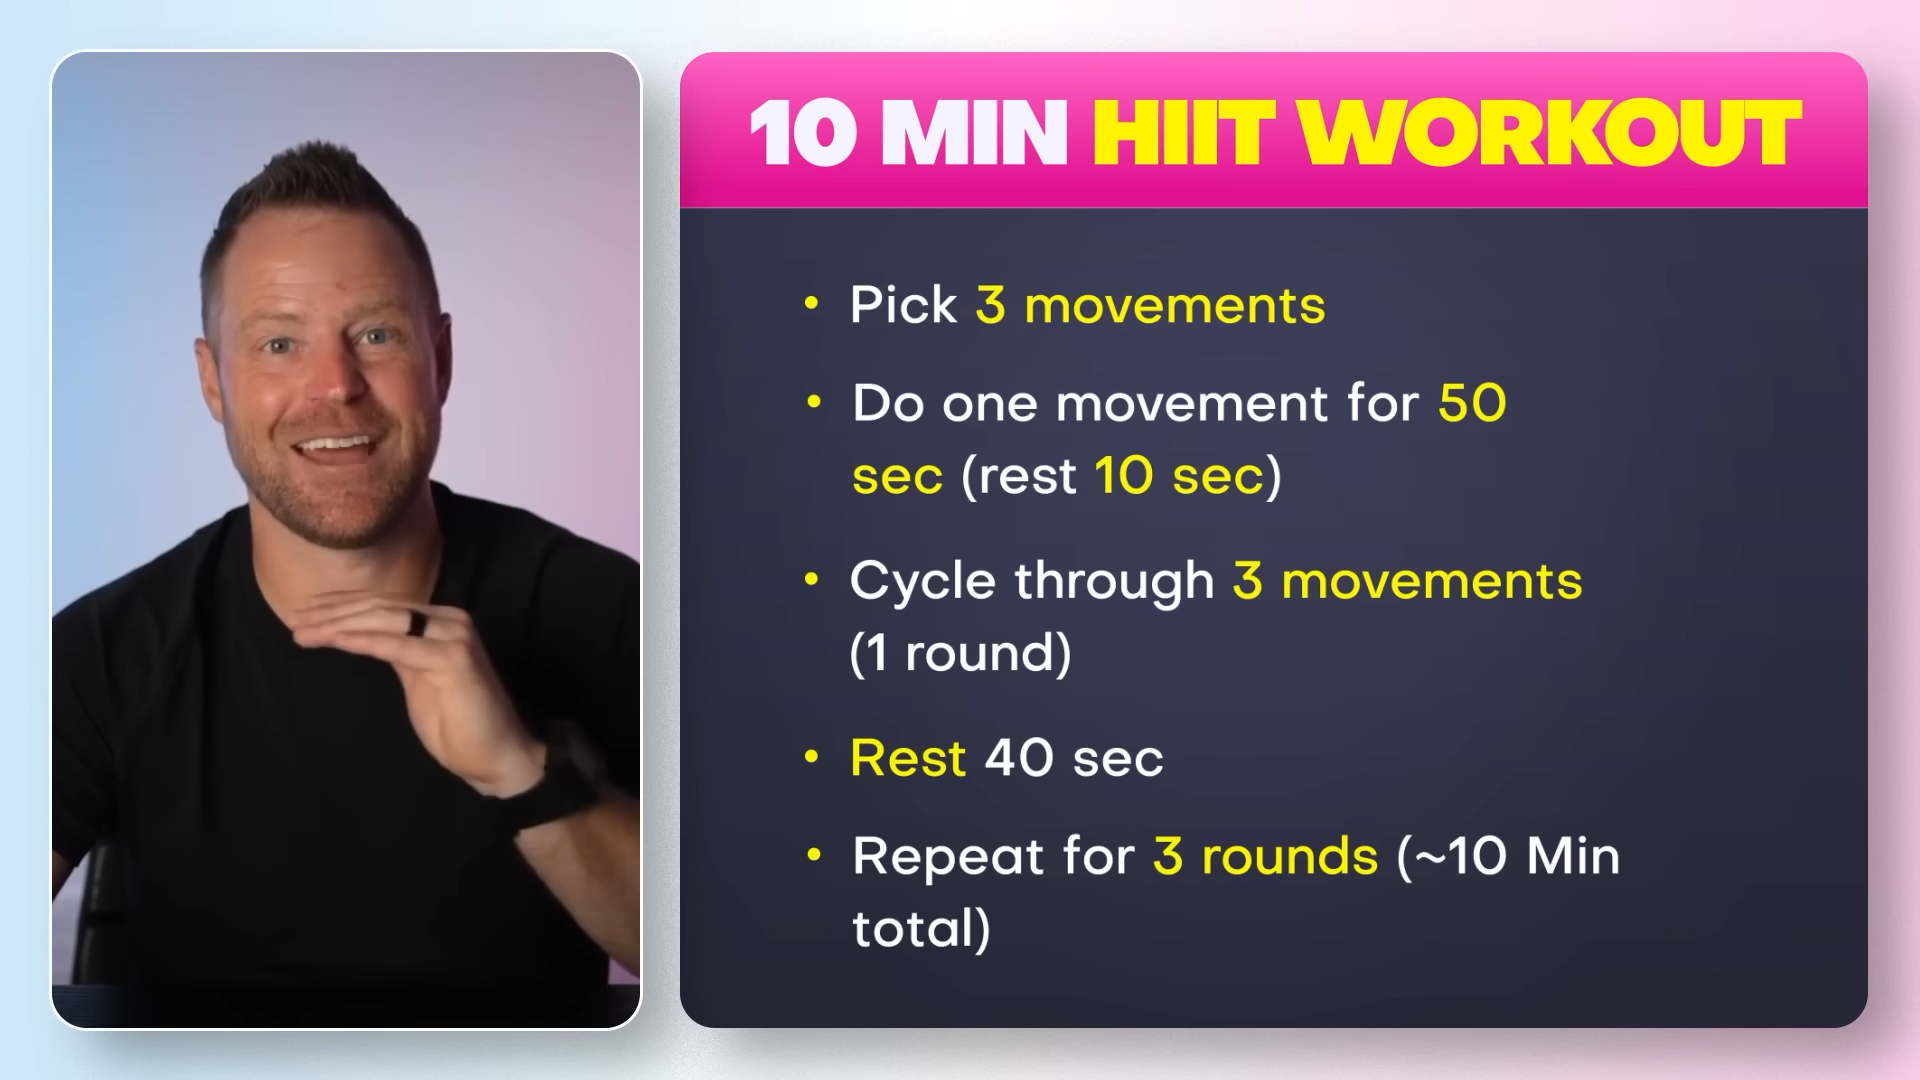 10 MIN HIIT WORKOUT
• Pick 3 movements
• Do one movement for 50
sec (rest 10 sec)
• Cycle through 3 movements
(1 round)
• Rest 40 sec
• Repeat for 3 rounds (~10 Min
total)